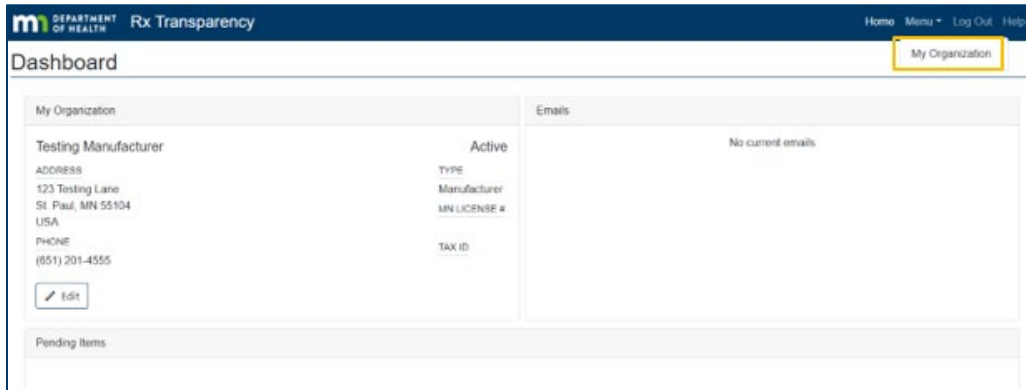 DEPARTMENT
OF HEALTH
Rx Transparency
Home Menu Log Out Help
My Organization
Dashboard
My Organization
Testing Manufacturer
Active
ADDRESS
123 Testing Lane
St. Paul, MN 55104
USA
PHONE
(651) 201-4555
TYPE
Manufacturer
MN LICENSE #
TAX ID
Edit
Emails
No current emails
Pending Items